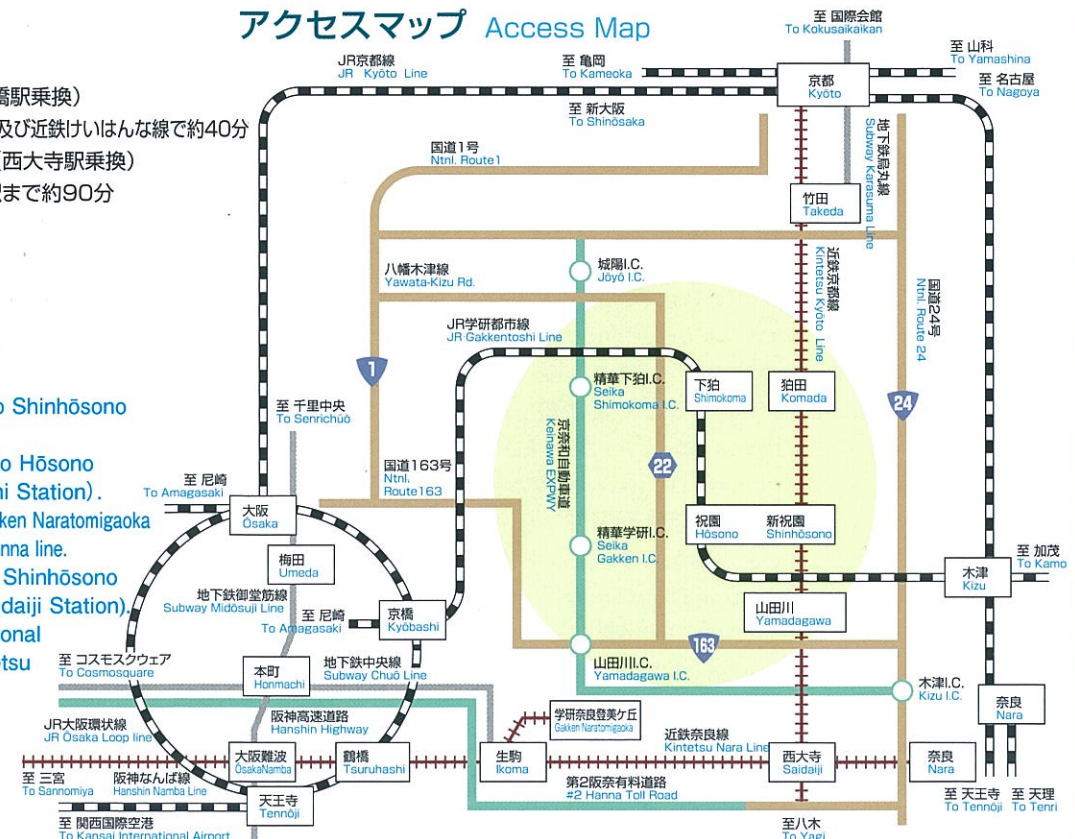 アクセスマップ Access Map
橋駅乗換）
及び近鉄けいはんな線で約40分
（西大寺駅乗換）
駅まで約90分
o Shinhōsono
o Hōsono
hi Station).
ken Naratomigaoka
nna line.
Shinhōsono
daiji Station).
ional
etsu
至 国際会館
To Kokusaikaikan
至 山科
To Yamashina
至 名古屋
To Nagoya
JR京都線
JR Kyōto Line
至 亀岡
To Kameoka
京都
Kyōto
至 新大阪
To Shinōsaka
国道1号
Ntnl. Route1
地下鉄烏丸線
Subway Karasuma Line
竹田
Takeda
八幡木津線
Yawata-Kizu Rd.
城陽I.C.
Jōyō I.C.
近鉄京都線
Kintetsu Kyōto Line
国道24号
Ntnl. Route 24
JR学研都市線
JR Gakkentoshi Line
1
精華下狛I.C.
Seika
Shimokoma I.C.
下狛
Shimokoma
狛田
Komada
24
至 千里中央
To Senrichūō
京奈和自動車道
Keinawa EXPWY
22
国道163号
Ntnl.
Route163
至 尼崎
To Amagasaki
大阪
Ōsaka
祝園
Hōsono
新祝園
Shinhōsono
精華学研I.C.
Seika
Gakken I.C.
梅田
Umeda
木津
Kizu
至 加茂
To Kamo
地下鉄御堂筋線
Subway Midōsuji Line
至 尼崎
To Amagasaki
京橋
Kyōbashi
山田川
Yamadagawa
163
至 コスモスクウェア
To Cosmosquare
本町
Honmachi
地下鉄中央線
Subway Chuō Line
山田川I.C.
Yamadagawa I.C.
木津I.C.
Kizu I.C.
奈良
Nara
JR大阪環状線
JR Ōsaka Loop line
阪神高速道路
Hanshin Highway
学研奈良登美ケ丘
Gakken Naratomigaoka
近鉄奈良線
Kintetsu Nara Line
大阪難波
ŌsakaNamba
鶴橋
Tsuruhashi
生駒
Ikoma
西大寺
Saidaiji
奈良
Nara
至 三宮
To Sannomiya
阪神なんば線
Hanshin Namba Line
第2阪奈有料道路
#2 Hanna Toll Road
天王寺
Tennōji
至 天王寺
To Tennōji
至 天理
To Tenri
至 関西国際空港
To Kansai International Airport
至八木
To Yagi